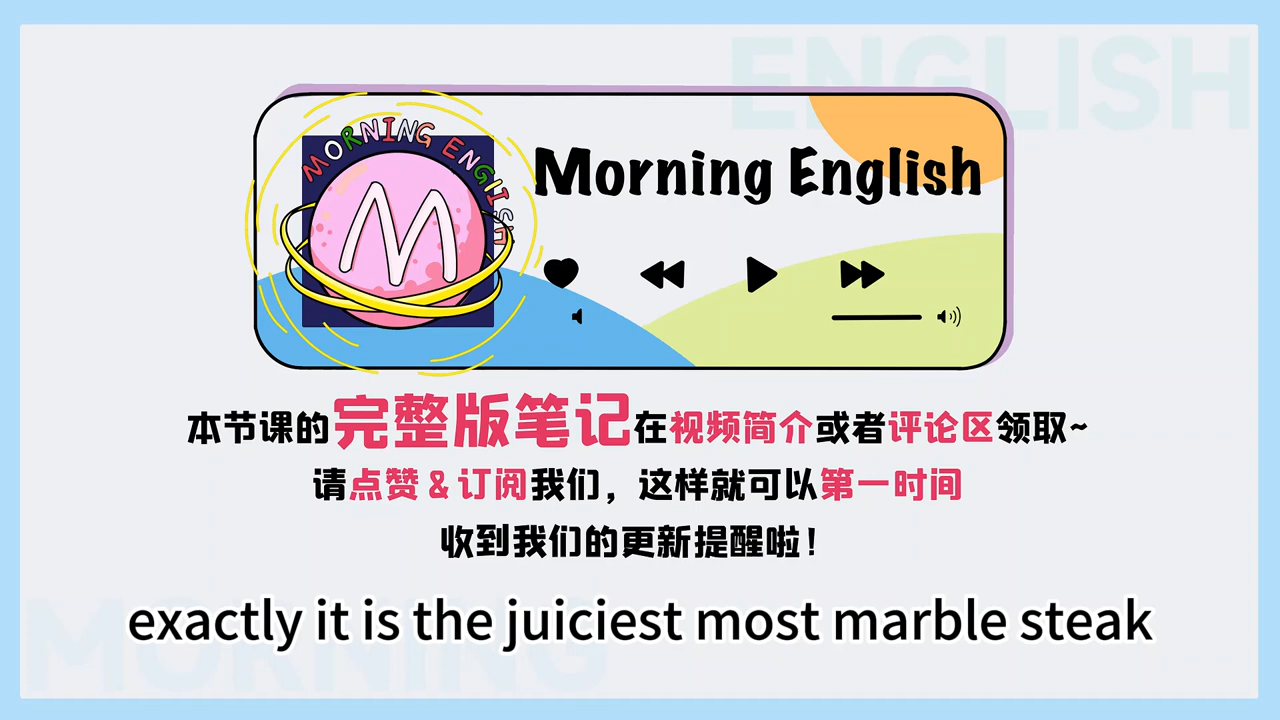 ENGLISH
MORNING ENGlISh
M
Morning English
本节课的完整版笔记在视频简介或者评论区领取~
请点赞&订阅我们，这样就可以第一时间
收到我们的更新提醒啦！
exactly it is the juiciest most marble steak
MORNING